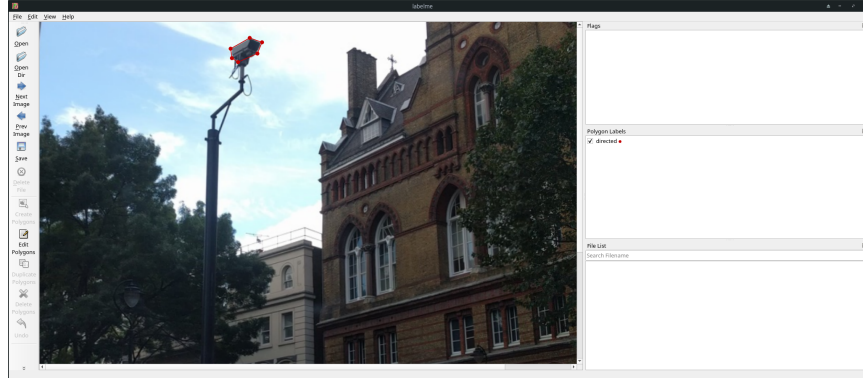 labelme
File Edit View Help
Open
Open
Dir
Next
Image
Prev
Image
Save
Delete
File
Create
Polygons
Edit
Polygons
Duplicate
Polygons
Delete
Polygons
Undo
Flags
Polygon Labels
directed
File List
Search Filename